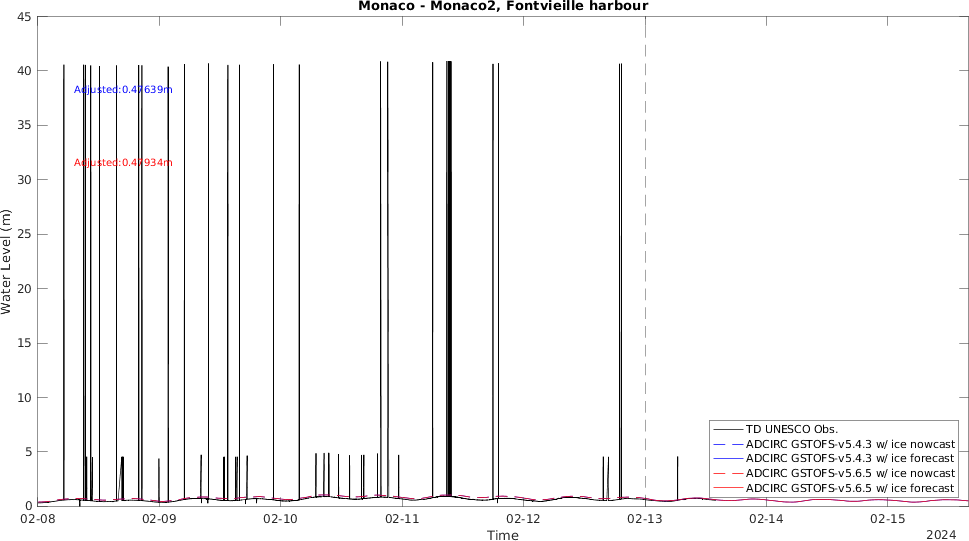 Monaco - Monaco2, Fontvieille harbour
45
40
35
30
25
20
15
10
5
0
Water Level (m)
Adjusted:0.47639m
Adjusted:0.47934m
TD UNESCO Obs.
ADCIRC GSTOFS-v5.4.3 w/ ice nowcast
ADCIRC GSTOFS-v5.4.3 w/ ice forecast
ADCIRC GSTOFS-v5.6.5 w/ ice nowcast
ADCIRC GSTOFS-v5.6.5 w/ ice forecast
02-08 02-09 02-10 02-11 02-12 02-13 02-14 02-15
Time
2024